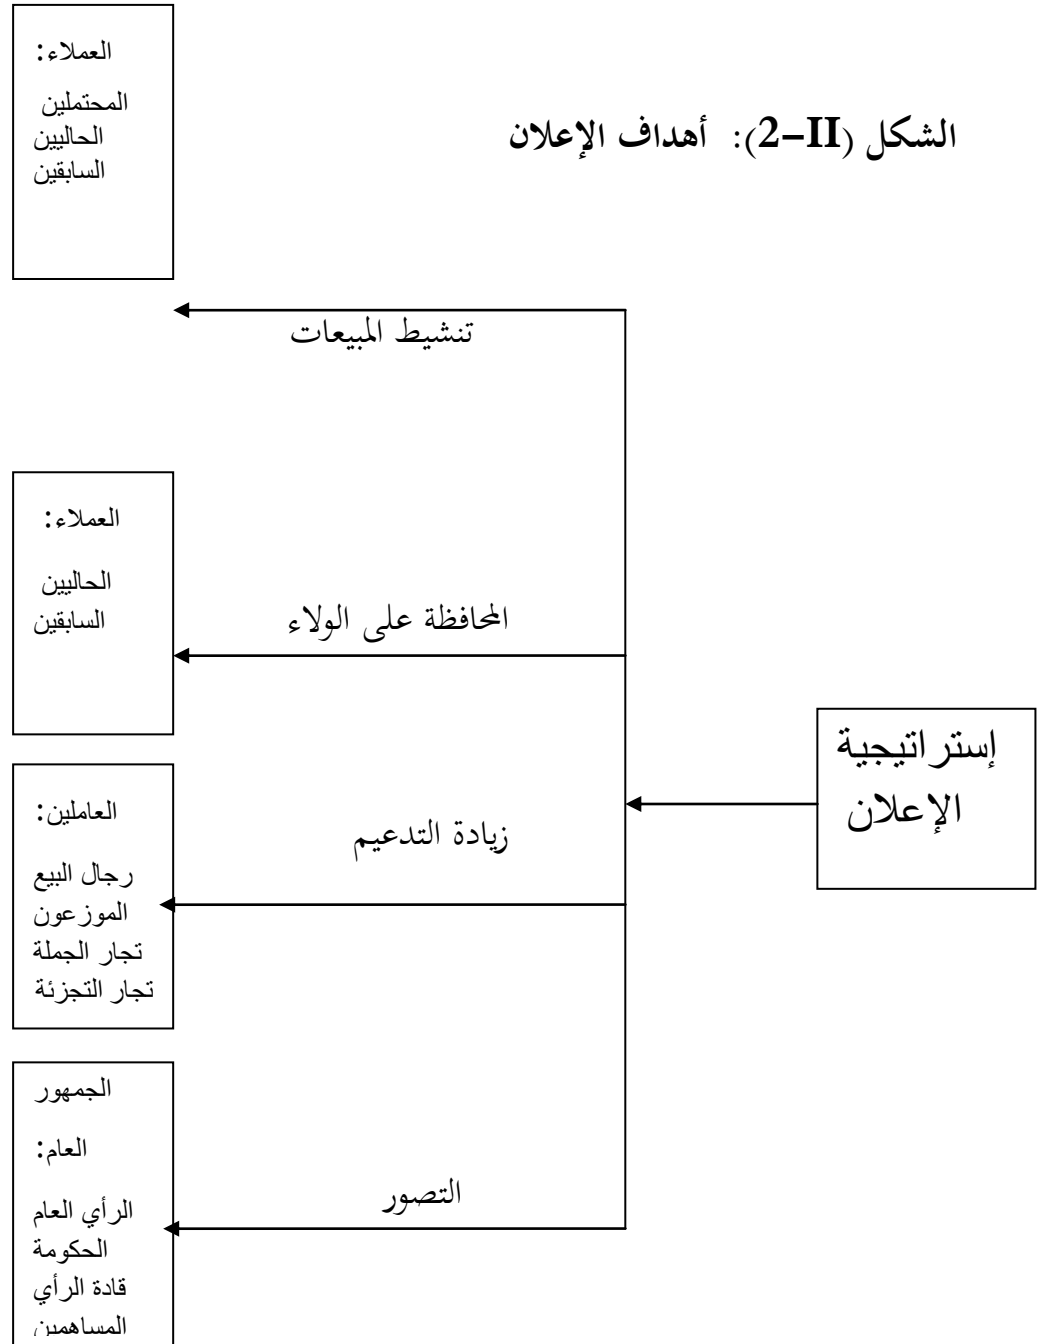 الشكل (2-II): أهداف الإعلان
العملاء:
المحتملين
الحاليين
السابقين
تنشيط المبيعات
العملاء:
الحاليين
السابقين
المحافظة على الولاء
إستراتيجية
الإعلان
العاملين:
رجال البيع
الموزعون
تجار الجملة
تجار التجزئة
زيادة التدعيم
الجمهور
العام:
الرأي العام
الحكومة
قادة الرأي
المساهمين
التصور